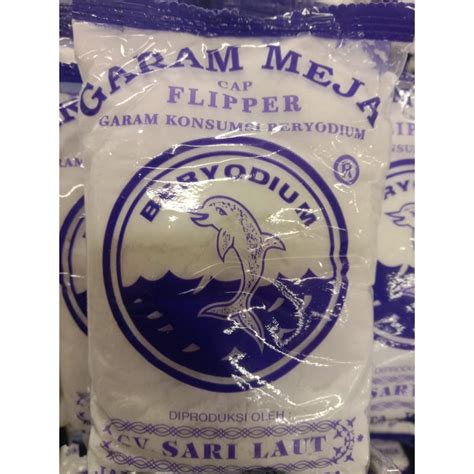 GARAM MEJA
CAP
FLIPPER
GARAM KONSUMSI BERYODIUM
®
BERYODIUM
DIPRODUKSI OLEH :
CV. SARI LAUT